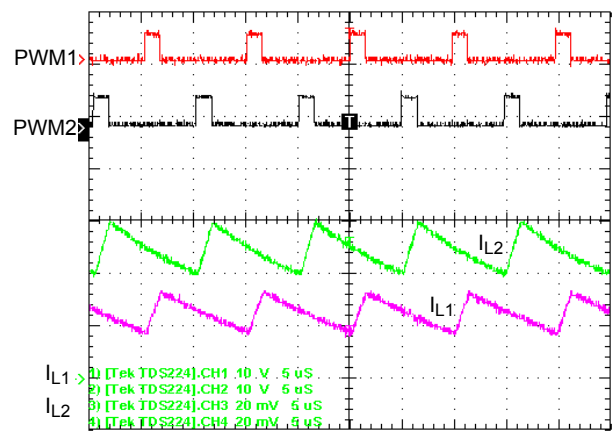 PWM1
PWM2
T
IL2
IL1
IL1
1) [Tek TDS224].CH1 10 V 5 uS
2) [Tek TDS224].CH2 10 V 5 uS
IL2
3) [Tek TDS224].CH3 20 mV 5 uS
4) [Tek TDS224].CH4 20 mV 5 uS